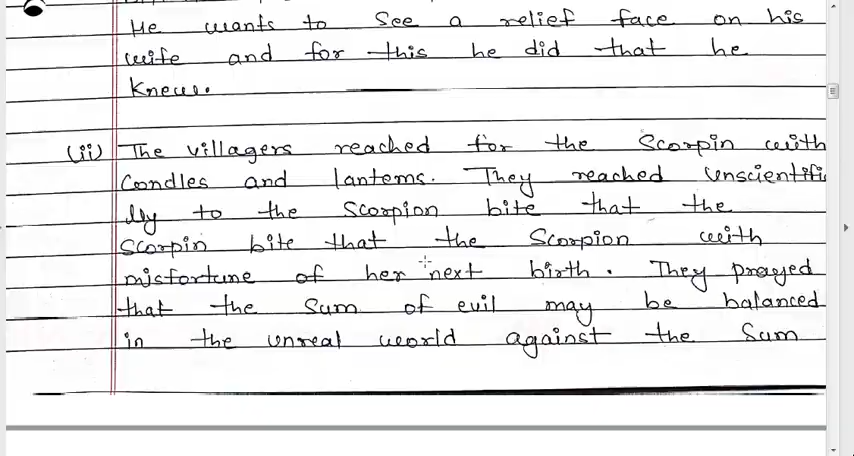 He wants to See a relief face on his
wife and for this he did that he
Knew.
(ii) The villagers reached for the Scorpin with
Condles and lantems. They reached Unscientifi
lly to the Scorpion bite that the
Scorpin bite that the Scorpion with
misfortune of her next birth. They prayed
that the Sum of evil may be balanced
in the unreal world against the Sum